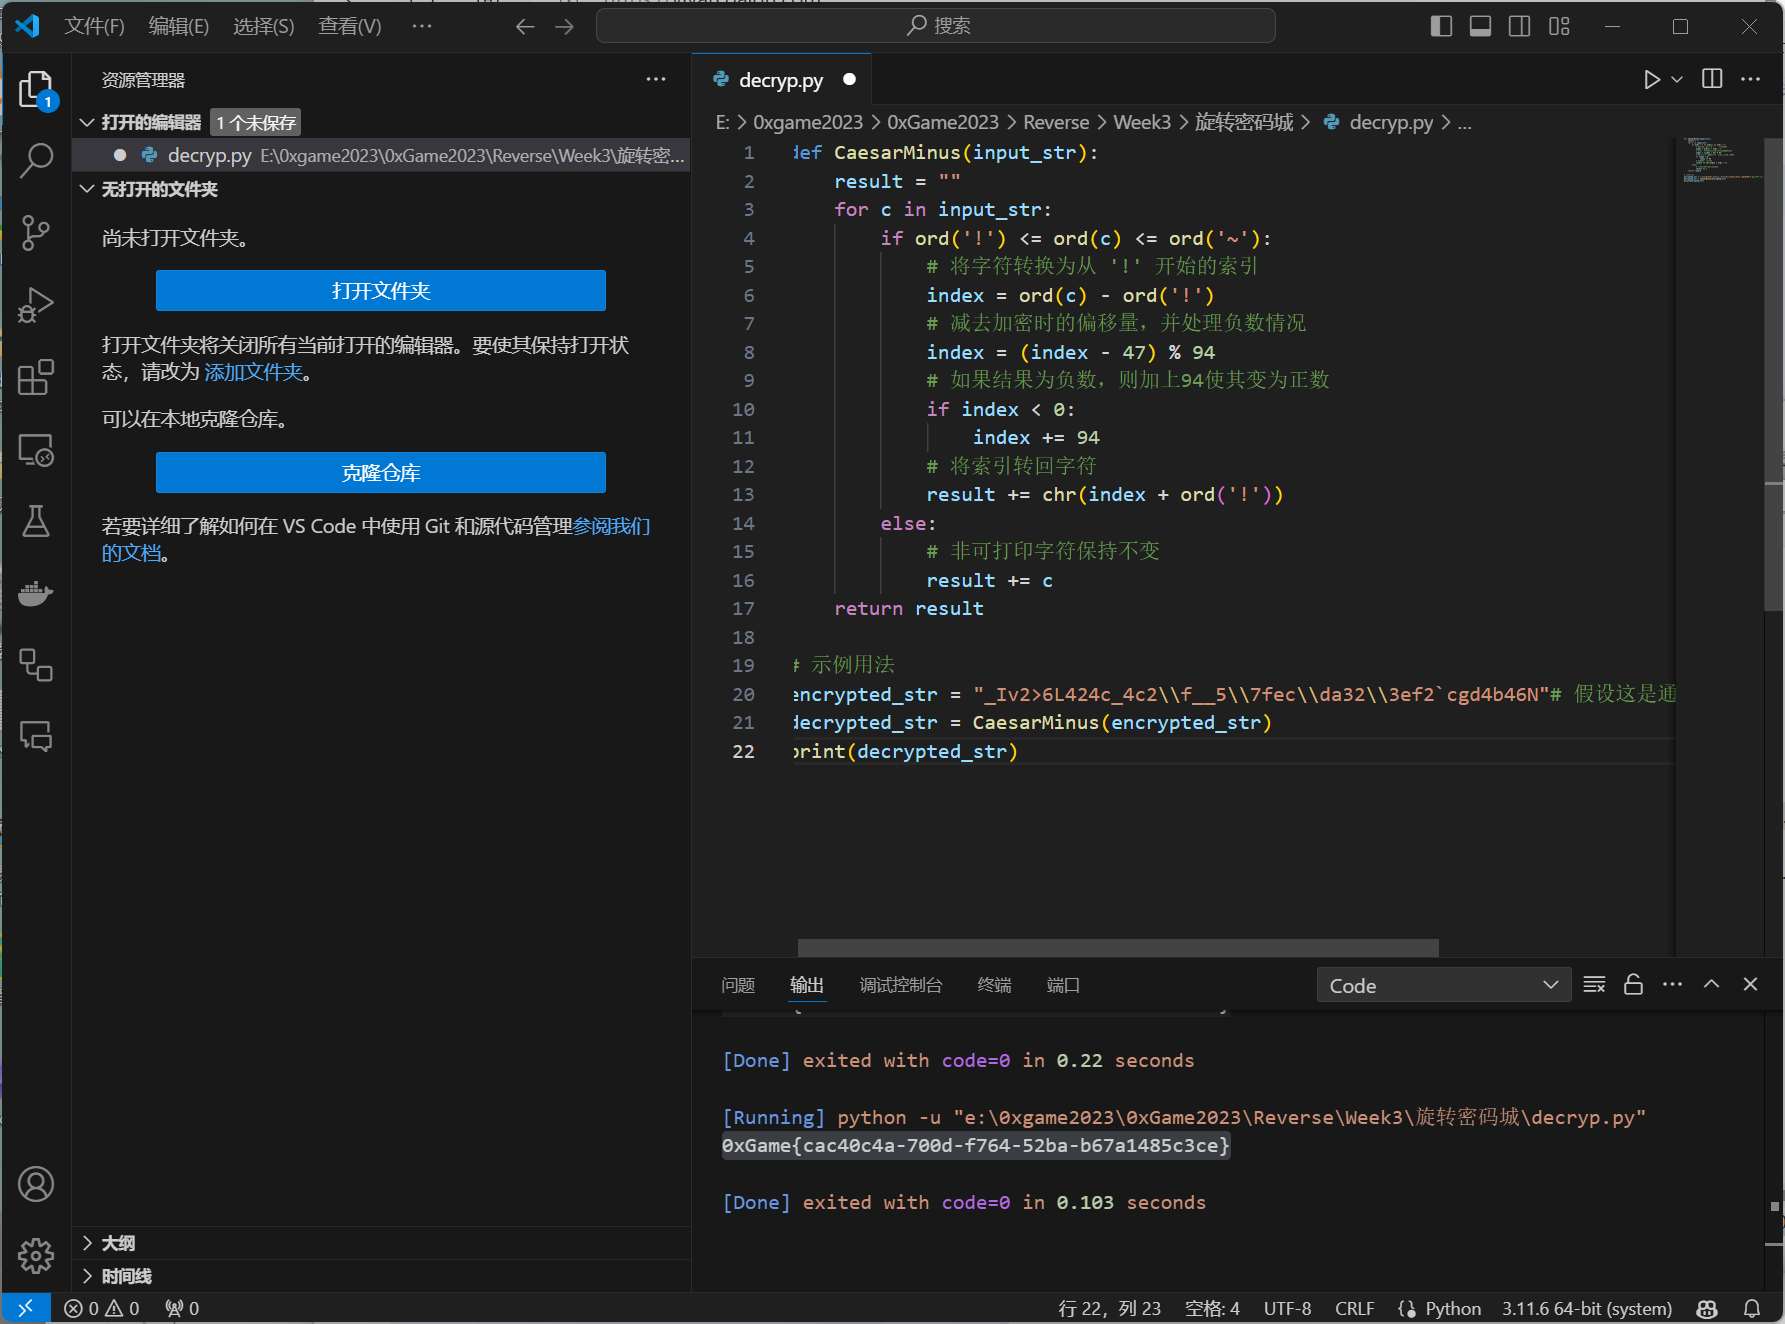 文件(F) 编辑(E) 选择(S) 查看(V) ··· 搜索
资源管理器
打开的编辑器 1 个未保存
decryp.py E:\0xgame2023\0xGame2023\Reverse\Week3\旋转密...
无打开的文件夹
尚未打开文件夹。
打开文件夹
打开文件夹将关闭所有当前打开的编辑器。要使其保持打开状
态，请改为 添加文件夹。
可以在本地克隆仓库。
克隆仓库
若要详细了解如何在 VS Code 中使用 Git 和源代码管理参阅我们
的文档。
大纲
时间线
1
decryp.py
E: > 0xgame2023 > 0xGame2023 > Reverse > Week3 > 旋转密码城 > decryp.py > ...
1 def CaesarMinus(input_str):
2 result = ""
3 for c in input_str:
4 if ord('!') <= ord(c) <= ord('~'):
5 # 将字符转换为从 '!' 开始的索引
6 index = ord(c) - ord('!')
7 # 减去加密时的偏移量，并处理负数情况
8 index = (index - 47) % 94
9 # 如果结果为负数，则加上94使其变为正数
10 if index < 0:
11 index += 94
12 # 将索引转回字符
13 result += chr(index + ord('!'))
14 else:
15 # 非可打印字符保持不变
16 result += c
17 return result
18
19 # 示例用法
20 encrypted_str = "_Iv2>6L424c_4c2\\f__5\\7fec\\da32\\3ef2`cgd4b46N"# 假设这是通
21 decrypted_str = CaesarMinus(encrypted_str)
22 print(decrypted_str)
问题 输出 调试控制台 终端 端口 Code
[Done] exited with code=0 in 0.22 seconds
[Running] python -u "e:\0xgame2023\0xGame2023\Reverse\Week3\旋转密码城\decryp.py"
0xGame{cac40c4a-700d-f764-52ba-b67a1485c3ce}
[Done] exited with code=0 in 0.103 seconds
0 0 0 行 22，列 23 空格: 4 UTF-8 CRLF Python 3.11.6 64-bit (system)